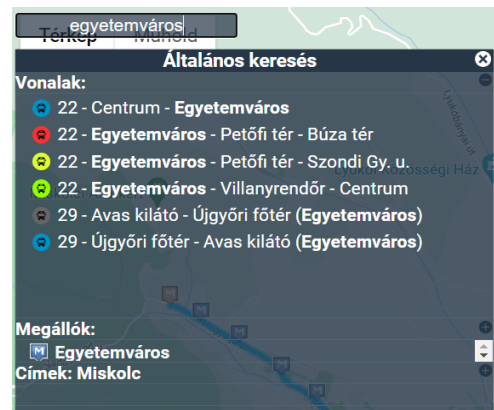 egyetemváros
Térkép Műhold
Általános keresés
Vonalak:
22 - Centrum - Egyetemváros
22 - Egyetemváros - Petőfi tér - Búza tér
22 - Egyetemváros - Petőfi tér - Szondi Gy. u.
22 - Egyetemváros - Villanyrendőr - Centrum
29 - Avas kilátó - Újgyőri főtér (Egyetemváros)
29 - Újgyőri főtér - Avas kilátó (Egyetemváros)
Megállók:
Egyetemváros
Címek: Miskolc